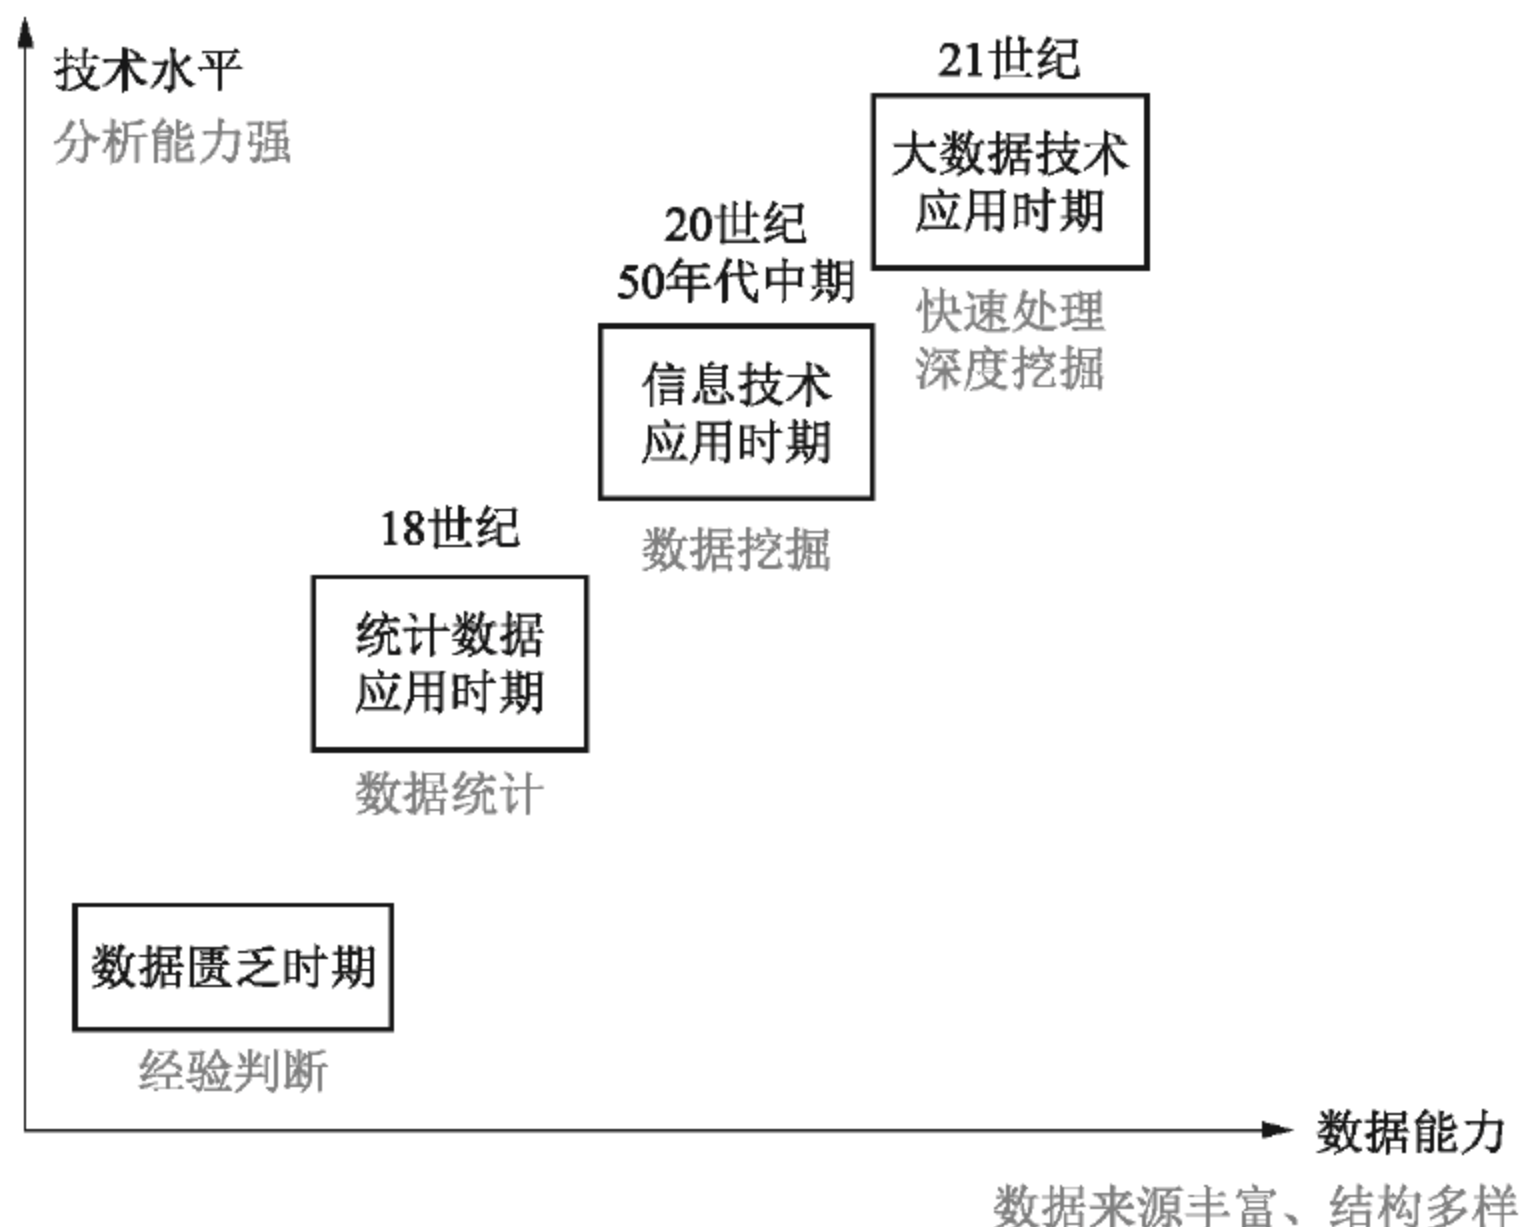 技术水平
分析能力强
21世纪
大数据技术
应用时期
快速处理
深度挖掘
20世纪
50年代中期
信息技术
应用时期
数据挖掘
18世纪
统计数据
应用时期
数据统计
数据匮乏时期
经验判断
数据能力
数据来源丰富、结构多样